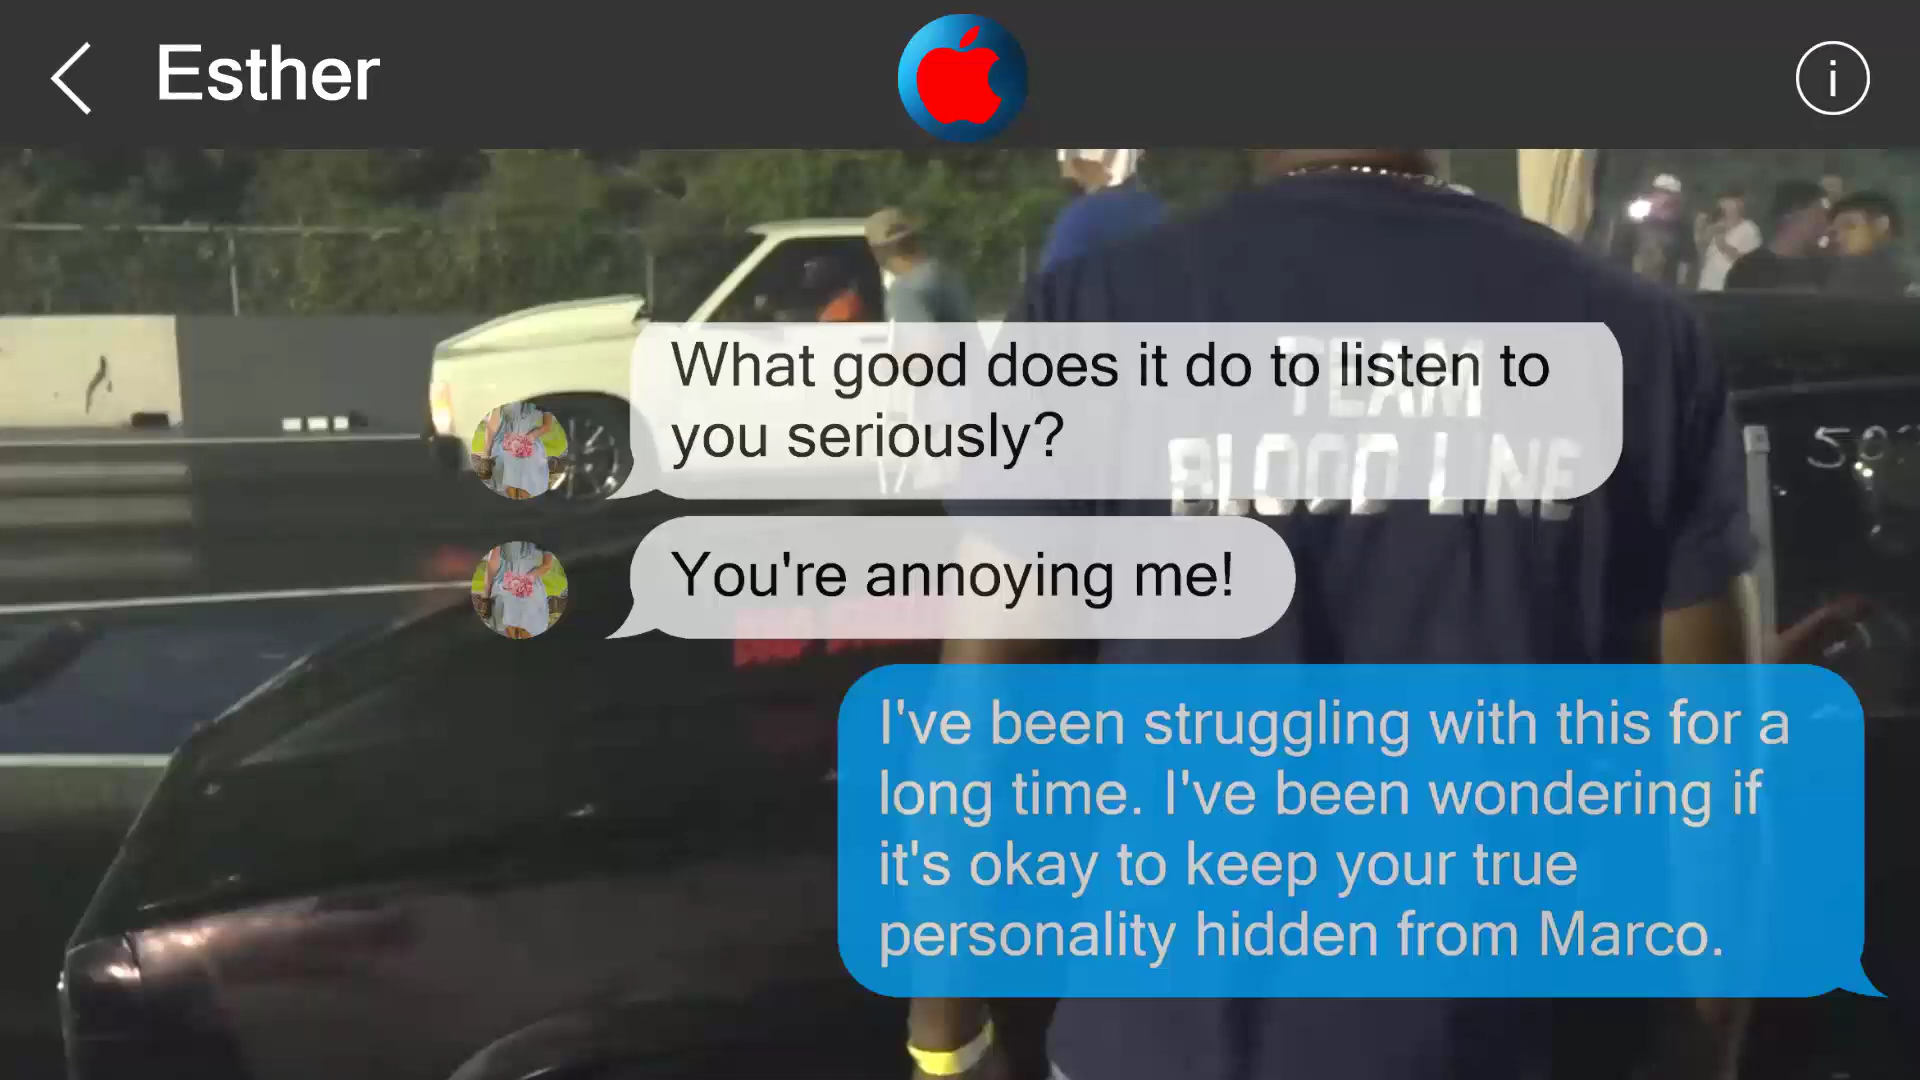 Esther
i
What good does it do to listen to
you seriously?
TEAM
BLOOD LINE
You're annoying me!
I've been struggling with this for a
long time. I've been wondering if
it's okay to keep your true
personality hidden from Marco.